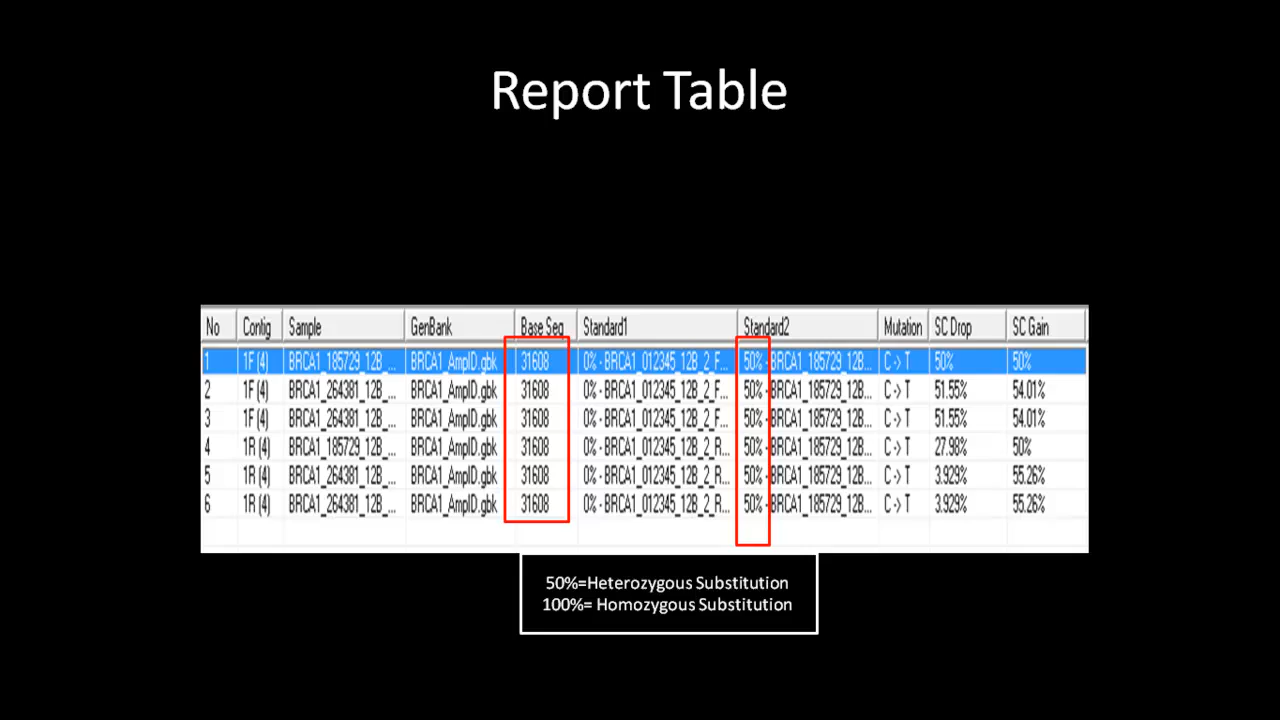 Report Table
No Contig Sample GenBank Base Seq Standard1 Standard2 Mutation SC Drop SC Gain
1 1F (4) BRCA1_185729_12B_... BRCA1_AmpID.gbk 31608 0% - BRCA1_012345_12B_2_F... 50% - BRCA1_185729_12B... C -> T 50% 50%
2 1F (4) BRCA1_264381_12B_... BRCA1_AmpID.gbk 31608 0% - BRCA1_012345_12B_2_F... 50% - BRCA1_185729_12B... C -> T 51.55% 54.01%
3 1F (4) BRCA1_264381_12B_... BRCA1_AmpID.gbk 31608 0% - BRCA1_012345_12B_2_F... 50% - BRCA1_185729_12B... C -> T 51.55% 54.01%
4 1R (4) BRCA1_185729_12B_... BRCA1_AmpID.gbk 31608 0% - BRCA1_012345_12B_2_R... 50% - BRCA1_185729_12B... C -> T 27.98% 50%
5 1R (4) BRCA1_264381_12B_... BRCA1_AmpID.gbk 31608 0% - BRCA1_012345_12B_2_R... 50% - BRCA1_185729_12B... C -> T 3.929% 55.26%
6 1R (4) BRCA1_264381_12B_... BRCA1_AmpID.gbk 31608 0% - BRCA1_012345_12B_2_R... 50% - BRCA1_185729_12B... C -> T 3.929% 55.26%
50%=Heterozygous Substitution
100%= Homozygous Substitution